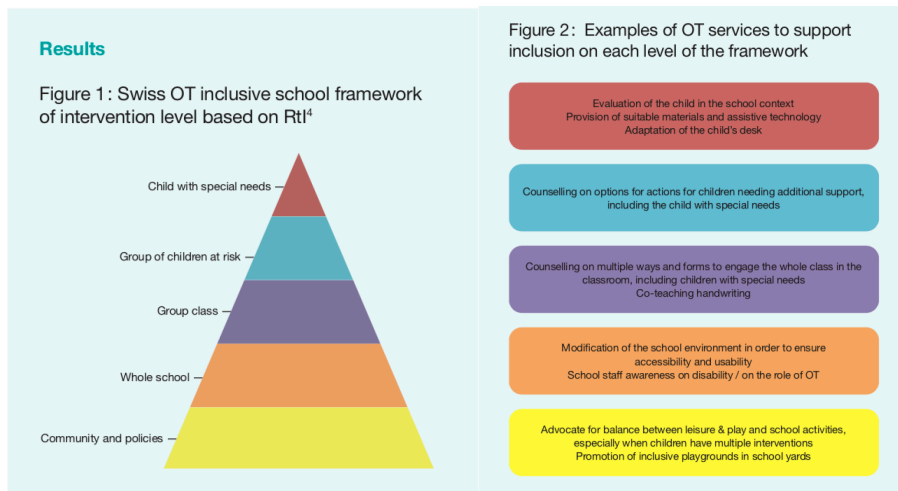 Results
Figure 1: Swiss OT inclusive school framework
of intervention level based on RtI⁴
Child with special needs
Group of children at risk
Group class
Whole school
Community and policies
Figure 2: Examples of OT services to support
inclusion on each level of the framework
Evaluation of the child in the school context
Provision of suitable materials and assistive technology
Adaptation of the child's desk
Counselling on options for actions for children needing additional support,
including the child with special needs
Counselling on multiple ways and forms to engage the whole class in the
classroom, including children with special needs
Co-teaching handwriting
Modification of the school environment in order to ensure
accessibility and usability
School staff awareness on disability / on the role of OT
Advocate for balance between leisure & play and school activities,
especially when children have multiple interventions
Promotion of inclusive playgrounds in school yards